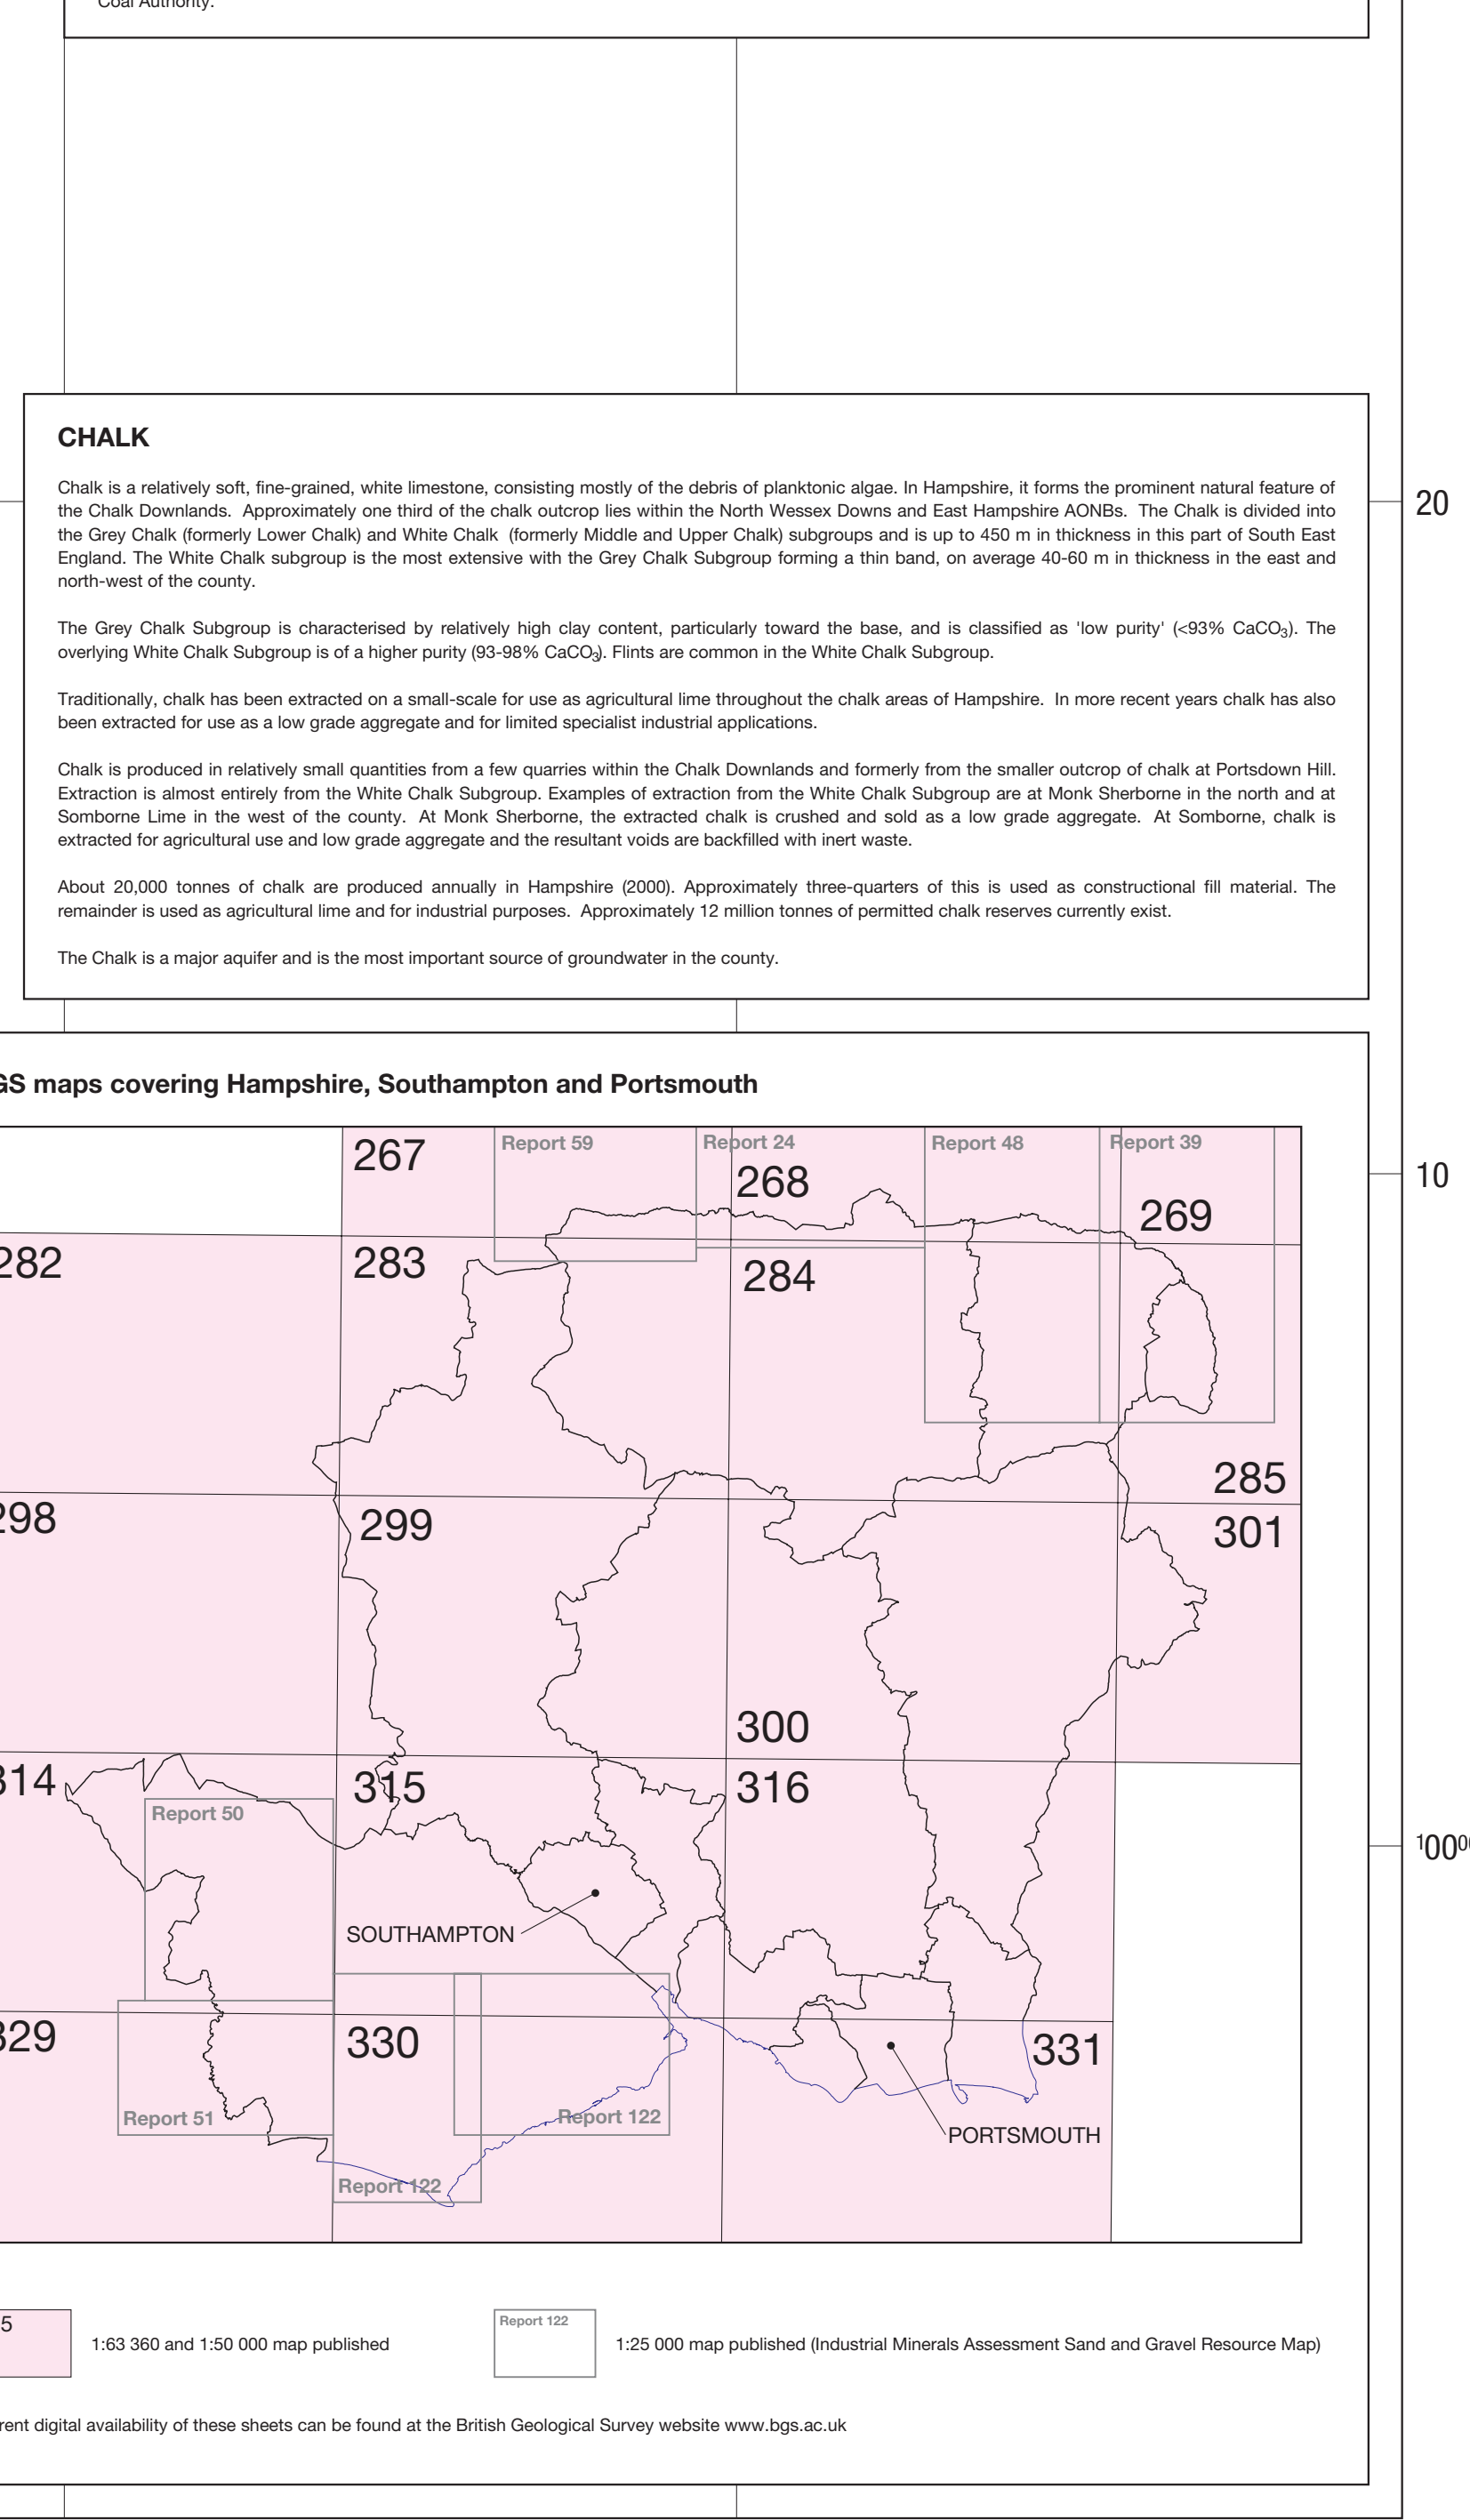 Coal Authority.
CHALK
Chalk is a relatively soft, fine-grained, white limestone, consisting mostly of the debris of planktonic algae. In Hampshire, it forms the prominent natural feature of
the Chalk Downlands. Approximately one third of the chalk outcrop lies within the North Wessex Downs and East Hampshire AONBs. The Chalk is divided into
the Grey Chalk (formerly Lower Chalk) and White Chalk (formerly Middle and Upper Chalk) subgroups and is up to 450 m in thickness in this part of South East
England. The White Chalk subgroup is the most extensive with the Grey Chalk Subgroup forming a thin band, on average 40-60 m in thickness in the east and
north-west of the county.
The Grey Chalk Subgroup is characterised by relatively high clay content, particularly toward the base, and is classified as 'low purity' (<93% CaCO3). The
overlying White Chalk Subgroup is of a higher purity (93-98% CaCO3). Flints are common in the White Chalk Subgroup.
Traditionally, chalk has been extracted on a small-scale for use as agricultural lime throughout the chalk areas of Hampshire. In more recent years chalk has also
been extracted for use as a low grade aggregate and for limited specialist industrial applications.
Chalk is produced in relatively small quantities from a few quarries within the Chalk Downlands and formerly from the smaller outcrop of chalk at Portsdown Hill.
Extraction is almost entirely from the White Chalk Subgroup. Examples of extraction from the White Chalk Subgroup are at Monk Sherborne in the north and at
Somborne Lime in the west of the county. At Monk Sherborne, the extracted chalk is crushed and sold as a low grade aggregate. At Somborne, chalk is
extracted for agricultural use and low grade aggregate and the resultant voids are backfilled with inert waste.
About 20,000 tonnes of chalk are produced annually in Hampshire (2000). Approximately three-quarters of this is used as constructional fill material. The
remainder is used as agricultural lime and for industrial purposes. Approximately 12 million tonnes of permitted chalk reserves currently exist.
The Chalk is a major aquifer and is the most important source of groundwater in the county.
20
GS maps covering Hampshire, Southampton and Portsmouth
267
Report 59
Report 24
Report 48
Report 39
268
269
10
282
283
284
285
298
299
301
300
314
315
316
Report 50
1000
SOUTHAMPTON
329
330
331
Report 51
Report 122
PORTSMOUTH
Report 122
5
1:63 360 and 1:50 000 map published
Report 122
1:25 000 map published (Industrial Minerals Assessment Sand and Gravel Resource Map)
rent digital availability of these sheets can be found at the British Geological Survey website www.bgs.ac.uk